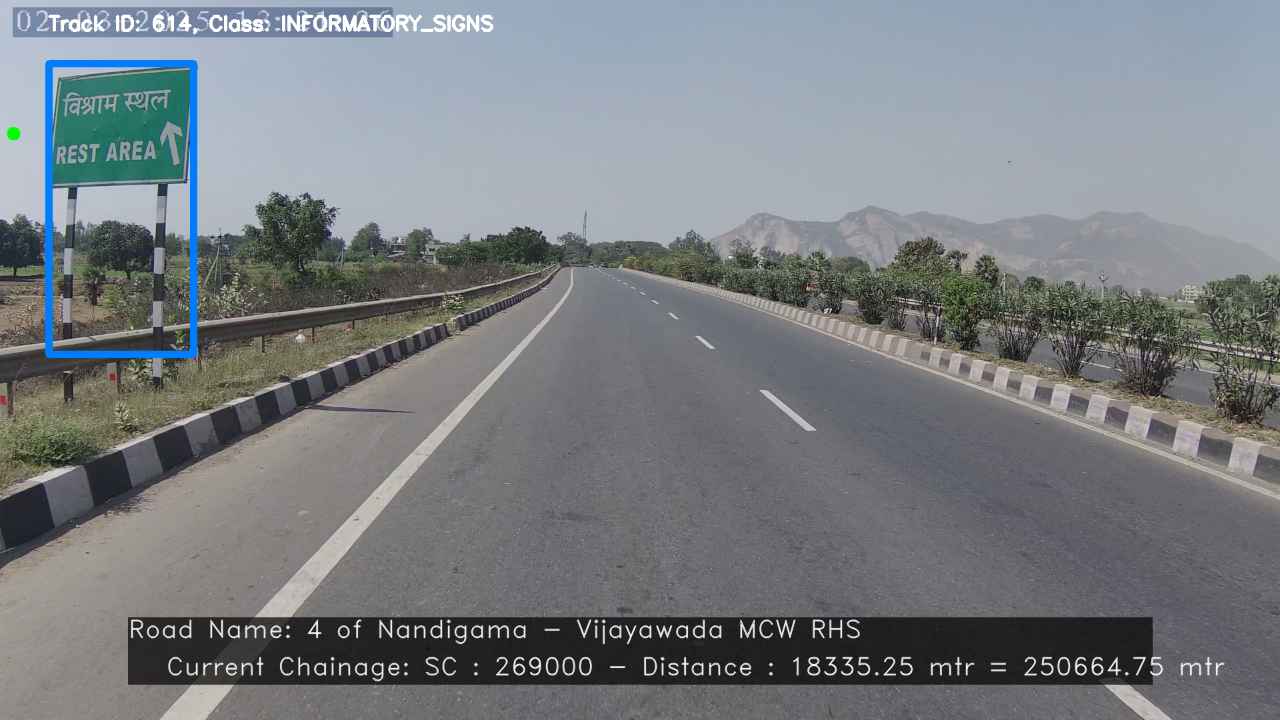 Track ID: 614, Class: INFORMATORY_SIGNS
विश्राम स्थल
REST AREA
Road Name: 4 of Nandigama - Vijayawada MCW RHS
Current Chainage: SC : 269000 - Distance : 18335.25 mtr = 250664.75 mtr